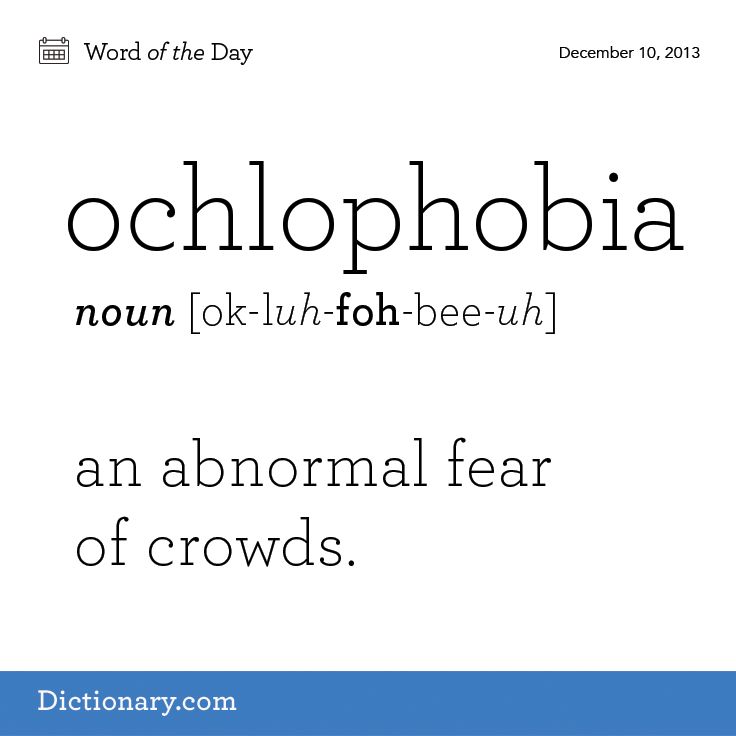 Word of the Day
December 10, 2013
ochlophobia
noun [ok-luh-foh-bee-uh]
an abnormal fear
of crowds.
Dictionary.com